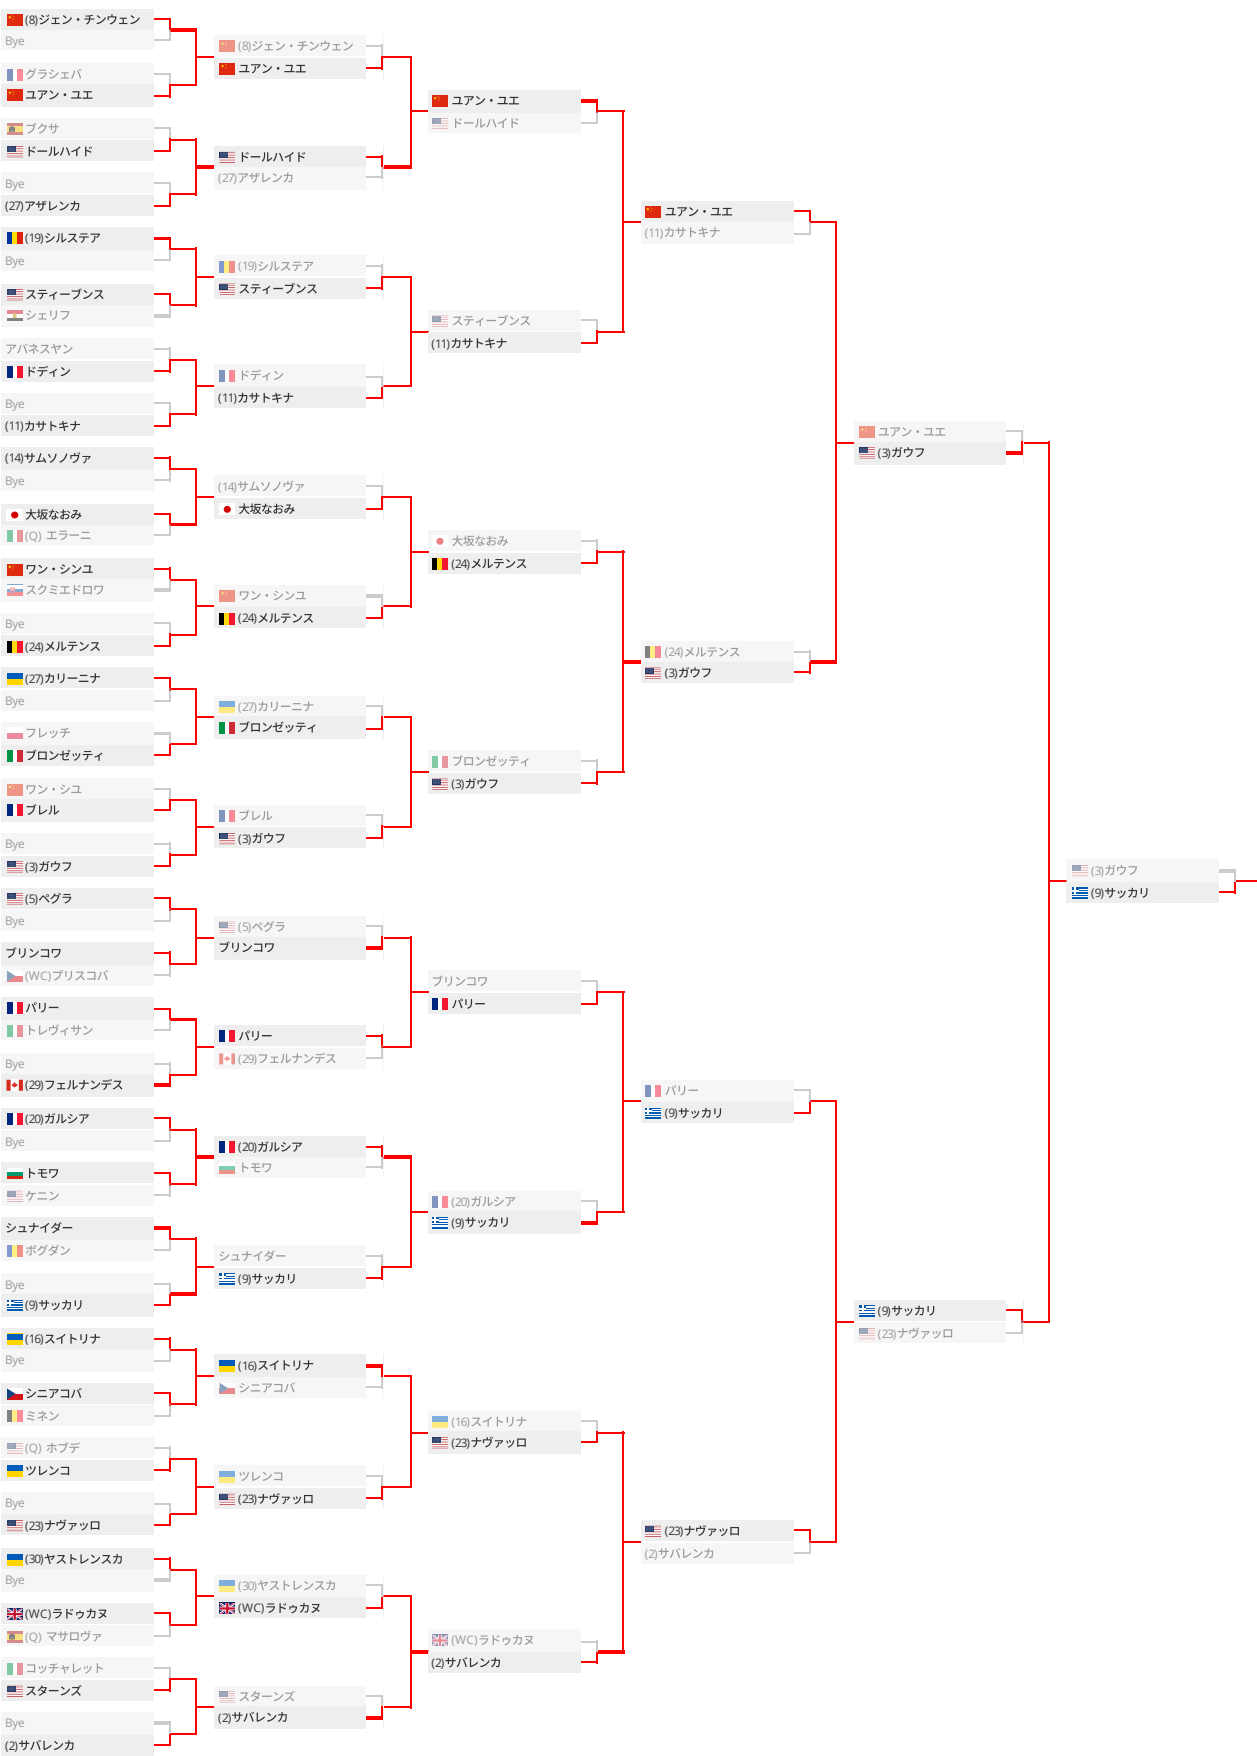 (8)ジェン・チンウェン
Bye
グラシェバ
ユアン・ユエ
ブクサ
ドールハイド
Bye
(27)アザレンカ
(19)シルステア
Bye
スティーブンス
シェリフ
アバネスヤン
ドディン
Bye
(11)カサトキナ
(14)サムソノヴァ
Bye
大坂なおみ
(Q) エラーニ
ワン・シンユ
スクミエドロワ
Bye
(24)メルテンス
(27)カリーニナ
Bye
フレッチ
ブロンゼッティ
ワン・シユ
ブレル
Bye
(3)ガウフ
(5)ペグラ
Bye
ブリンコワ
(WC)プリスコバ
パリー
トレヴィサン
Bye
(29)フェルナンデス
(20)ガルシア
Bye
トモワ
ケニン
シュナイダー
ボグダン
Bye
(9)サッカリ
(16)スイトリナ
Bye
シニアコバ
ミネン
(Q) ホブデ
ツレンコ
Bye
(23)ナヴァッロ
(30)ヤストレンスカ
Bye
(WC)ラドゥカヌ
(Q) マサロヴァ
コッチャレット
スターンズ
Bye
(2)サバレンカ
(8)ジェン・チンウェン
ユアン・ユエ
ドールハイド
(27)アザレンカ
(19)シルステア
スティーブンス
ドディン
(11)カサトキナ
(14)サムソノヴァ
大坂なおみ
ワン・シンユ
(24)メルテンス
(27)カリーニナ
ブロンゼッティ
ブレル
(3)ガウフ
(5)ペグラ
ブリンコワ
パリー
(29)フェルナンデス
(20)ガルシア
トモワ
シュナイダー
(9)サッカリ
(16)スイトリナ
シニアコバ
ツレンコ
(23)ナヴァッロ
(30)ヤストレンスカ
(WC)ラドゥカヌ
スターンズ
(2)サバレンカ
ユアン・ユエ
ドールハイド
スティーブンス
(11)カサトキナ
大坂なおみ
(24)メルテンス
ブロンゼッティ
(3)ガウフ
ブリンコワ
パリー
(20)ガルシア
(9)サッカリ
(16)スイトリナ
(23)ナヴァッロ
(WC)ラドゥカヌ
(2)サバレンカ
ユアン・ユエ
(11)カサトキナ
(24)メルテンス
(3)ガウフ
パリー
(9)サッカリ
(23)ナヴァッロ
(2)サバレンカ
ユアン・ユエ
(3)ガウフ
(9)サッカリ
(23)ナヴァッロ
(3)ガウフ
(9)サッカリ